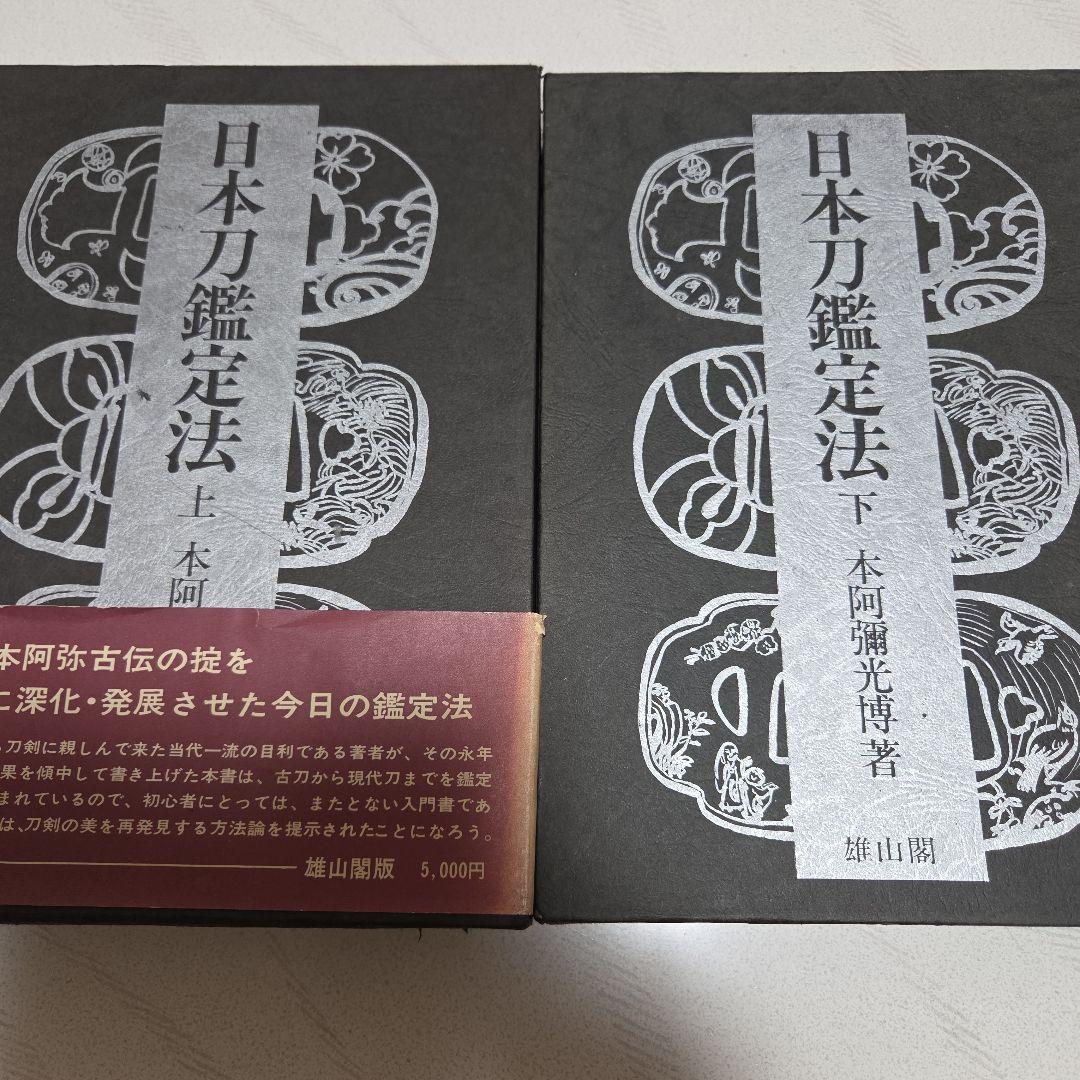 日本刀鑑定法 上 本阿
本阿弥古伝の掟を
に深化・発展させた今日の鑑定法
ら刀剣に親しんで来た当代一流の目利である著者が、その永年
果を傾中して書き上げた本書は、古刀から現代刀までを鑑定
まれているので、初心者にとっては、またとない入門書であ
は、刀剣の美を再発見する方法論を提示されたことになろう。
雄山閣版 5,000円
日本刀鑑定法 下 本阿彌光博著
雄山閣